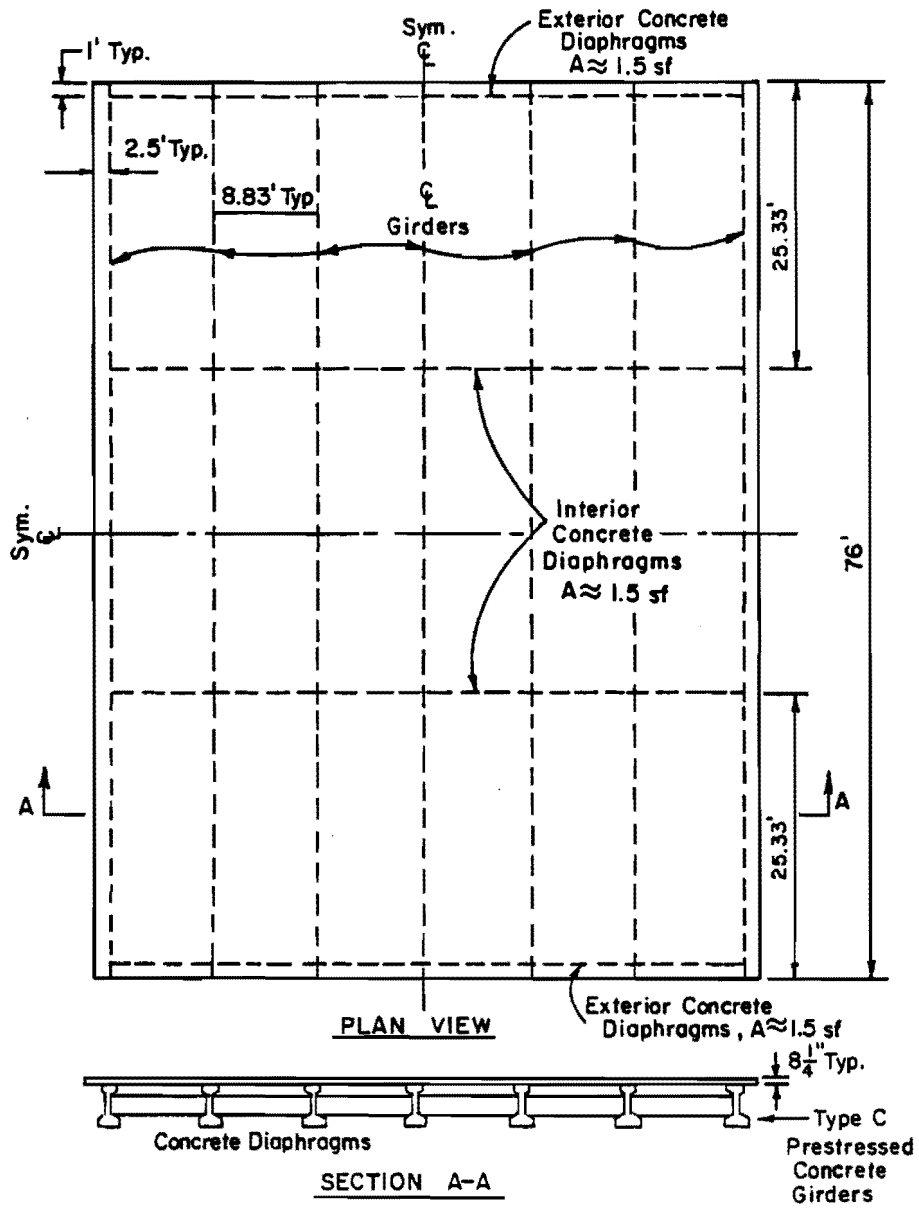 Sym.
℄
Exterior Concrete
Diaphragms
A≈ 1.5 sf
1' Typ.
2.5' Typ.
8.83' Typ
℄
Girders
25.33'
Sym.
℄
Interior
Concrete
Diaphragms
A≈ 1.5 sf
76'
A
A
25.33'
Exterior Concrete
Diaphragms, A≈1.5 sf
PLAN VIEW
8 1/4" Typ.
Type C
Prestressed
Concrete
Girders
Concrete Diaphragms
SECTION A-A